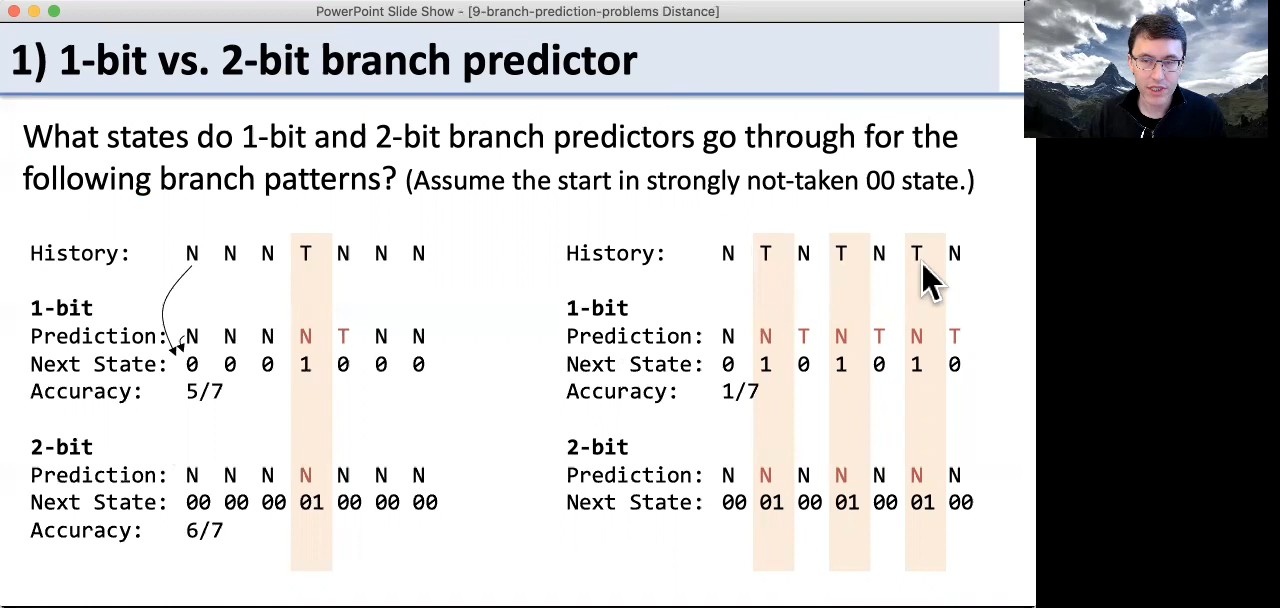 PowerPoint Slide Show - [9-branch-prediction-problems Distance]
1) 1-bit vs. 2-bit branch predictor
What states do 1-bit and 2-bit branch predictors go through for the
following branch patterns? (Assume the start in strongly not-taken 00 state.)
History: N N N T N N N
1-bit
Prediction: N N N N T N N
Next State: 0 0 0 1 0 0 0
Accuracy: 5/7
2-bit
Prediction: N N N N N N N
Next State: 00 00 00 01 00 00 00
Accuracy: 6/7
History: N T N T N T N
1-bit
Prediction: N N T N T N T
Next State: 0 1 0 1 0 1 0
Accuracy: 1/7
2-bit
Prediction: N N N N N N N
Next State: 00 01 00 01 00 01 00